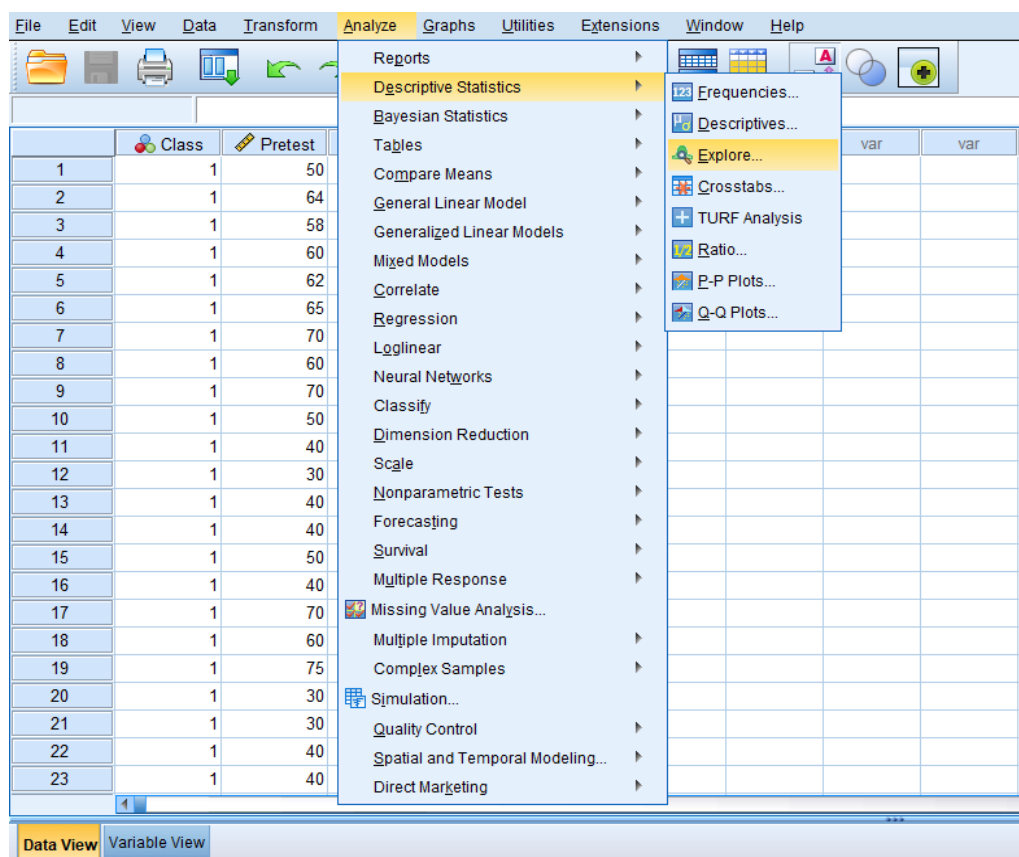 File Edit View Data Transform Analyze Graphs Utilities Extensions Window Help
Reports
Descriptive Statistics
Bayesian Statistics
Tables
Compare Means
General Linear Model
Generalized Linear Models
Mixed Models
Correlate
Regression
Loglinear
Neural Networks
Classify
Dimension Reduction
Scale
Nonparametric Tests
Forecasting
Survival
Multiple Response
Missing Value Analysis...
Multiple Imputation
Complex Samples
Simulation...
Quality Control
Spatial and Temporal Modeling...
Direct Marketing
A
123 Frequencies...
Descriptives...
Explore...
Crosstabs...
TURF Analysis
1/2 Ratio...
P-P Plots...
Q-Q Plots...
Class Pretest var var
1 1 50
2 1 64
3 1 58
4 1 60
5 1 62
6 1 65
7 1 70
8 1 60
9 1 70
10 1 50
11 1 40
12 1 30
13 1 40
14 1 40
15 1 50
16 1 40
17 1 70
18 1 60
19 1 75
20 1 30
21 1 30
22 1 40
23 1 40
Data View Variable View